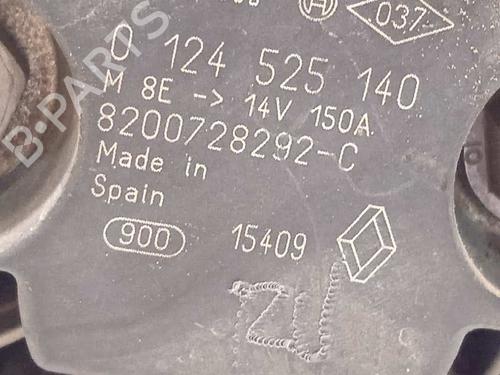 037
0 124 525 140
M 8E -> 14V 150A
8200728292-C
Made in
Spain
900 15409
B-PARTS